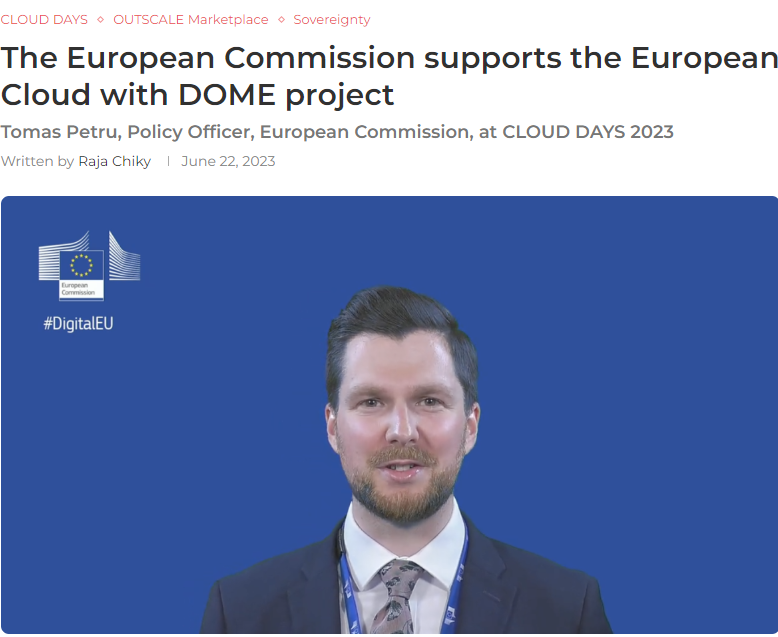 CLOUD DAYS ⋄ OUTSCALE Marketplace ⋄ Sovereignty
The European Commission supports the European
Cloud with DOME project
Tomas Petru, Policy Officer, European Commission, at CLOUD DAYS 2023
Written by Raja Chiky | June 22, 2023
European
Commission
#DigitalEU